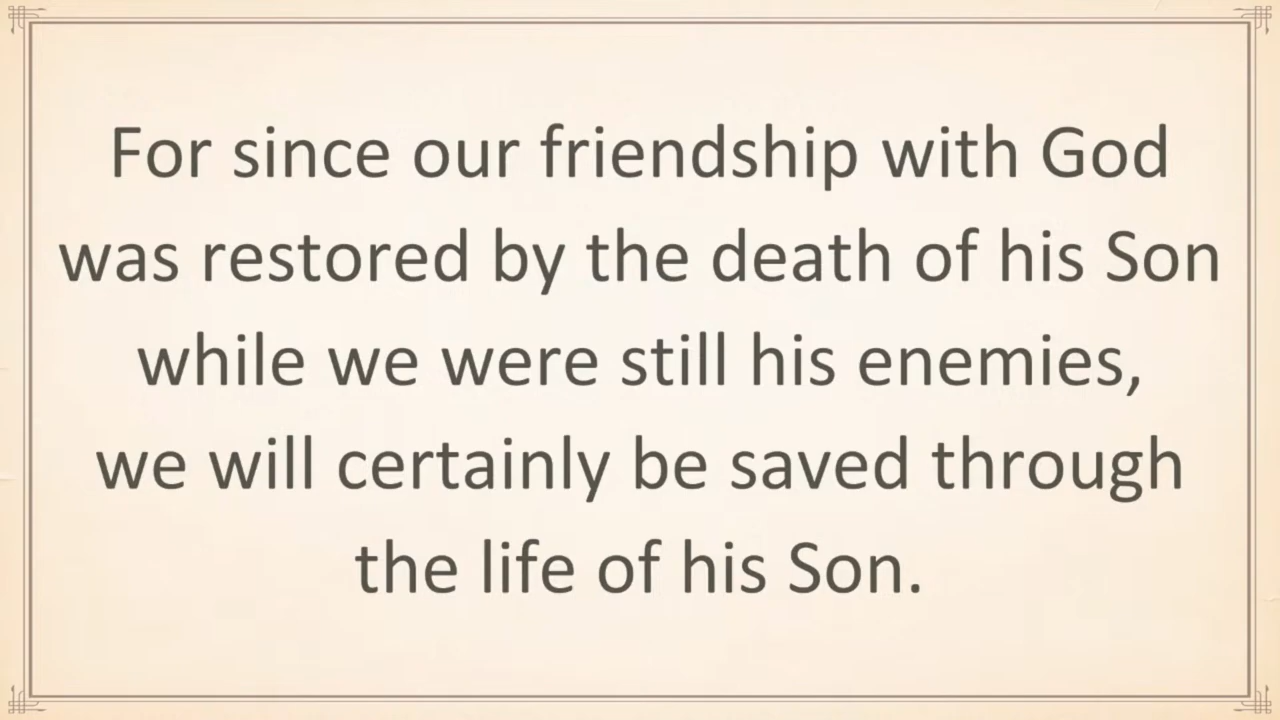 For since our friendship with God
was restored by the death of his Son
while we were still his enemies,
we will certainly be saved through
the life of his Son.